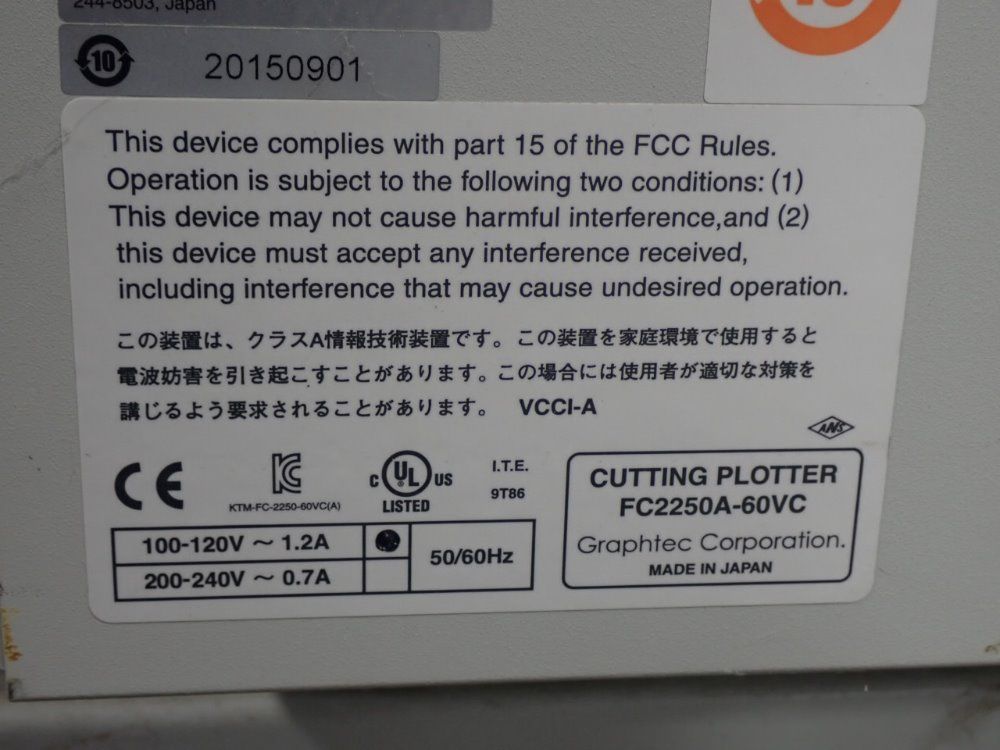 244-8503, Japan
10
20150901
This device complies with part 15 of the FCC Rules.
Operation is subject to the following two conditions: (1)
This device may not cause harmful interference,and (2)
this device must accept any interference received,
including interference that may cause undesired operation.
この装置は、クラスA情報技術装置です。この装置を家庭環境で使用すると
電波妨害を引き起こすことがあります。この場合には使用者が適切な対策を
講じるよう要求されることがあります。 VCCI-A
ANS
CE
KC
KTM-FC-2250-60VC(A)
C UL US
LISTED
I.T.E.
9T86
100-120V ~ 1.2A
200-240V ~ 0.7A
50/60Hz
CUTTING PLOTTER
FC2250A-60VC
Graphtec Corporation.
MADE IN JAPAN